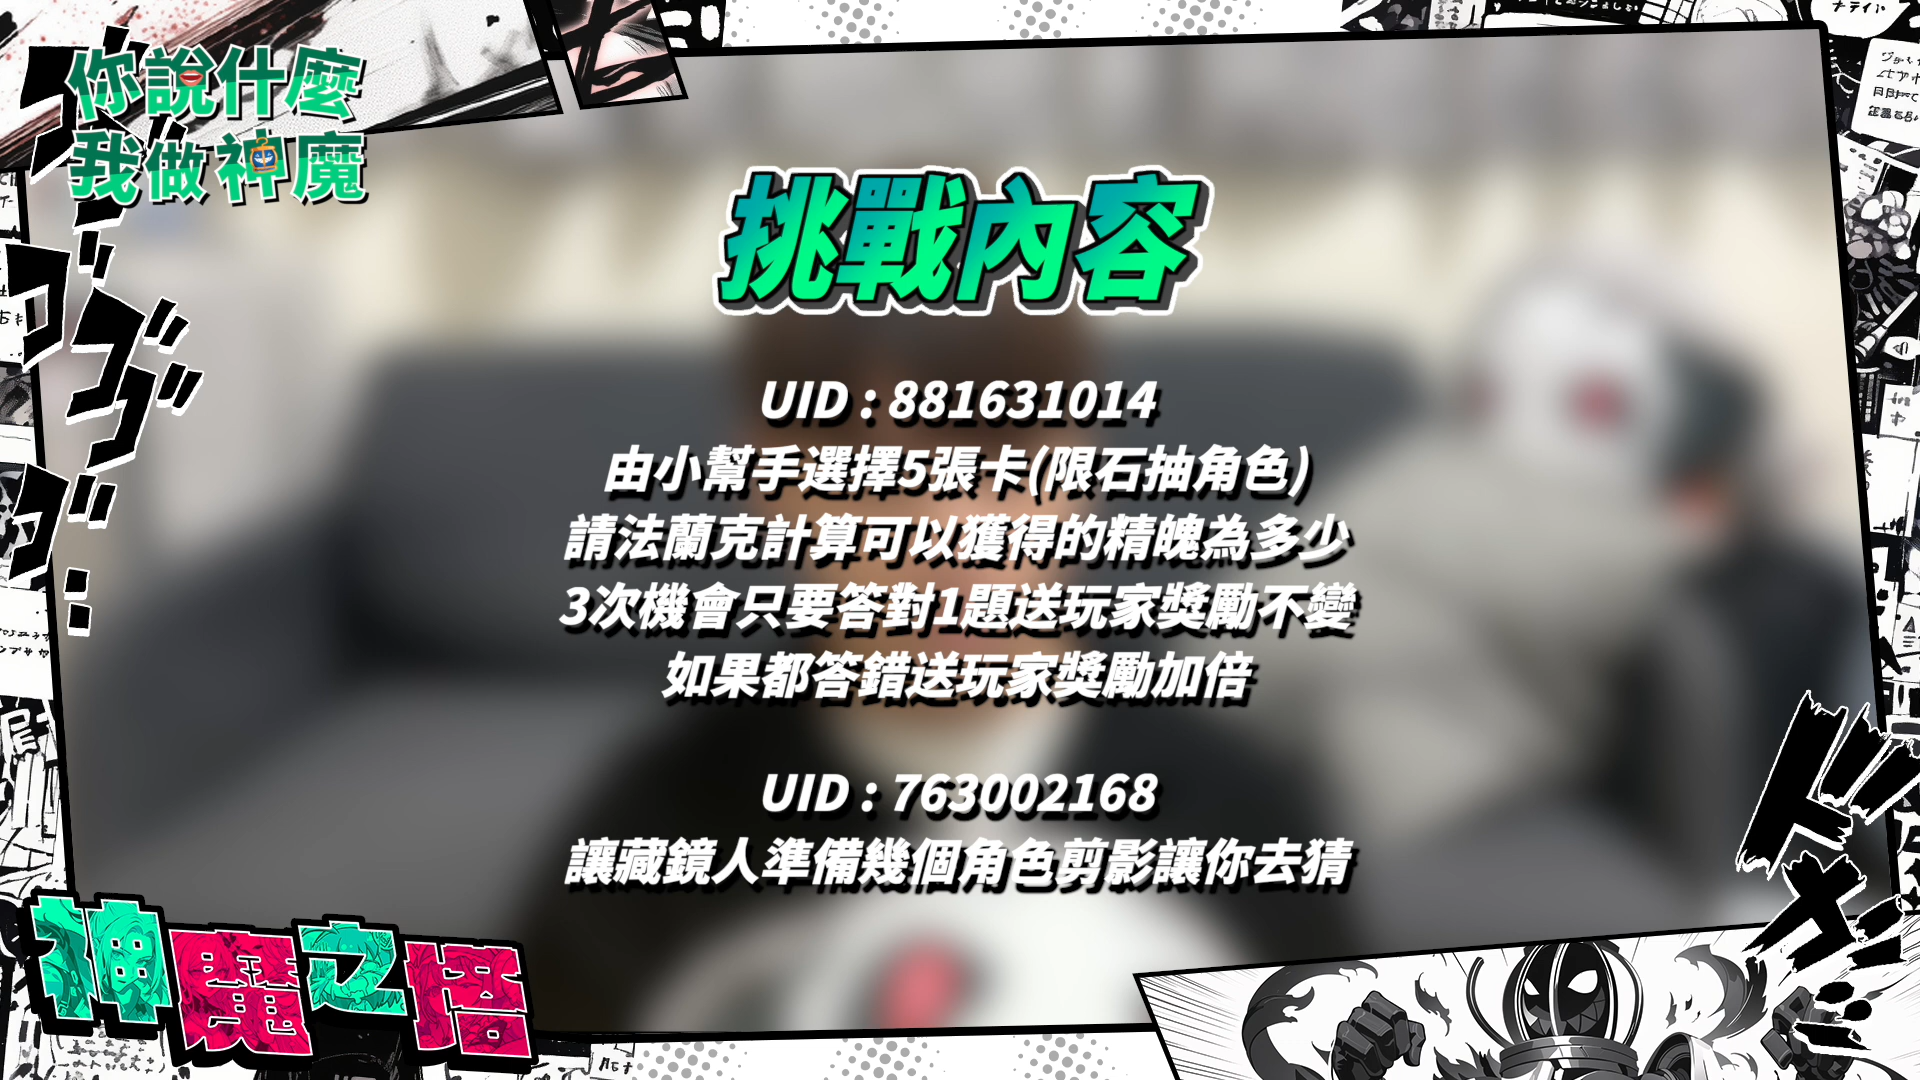 你說什麼
我做神魔
挑戰內容
UID : 881631014
由小幫手選擇5張卡(限石抽角色)
請法蘭克計算可以獲得的精魄為多少
3次機會只要答對1題送玩家獎勵不變
如果都答錯送玩家獎勵加倍
UID : 763002168
讓藏鏡人準備幾個角色剪影讓你去猜
神魔之塔